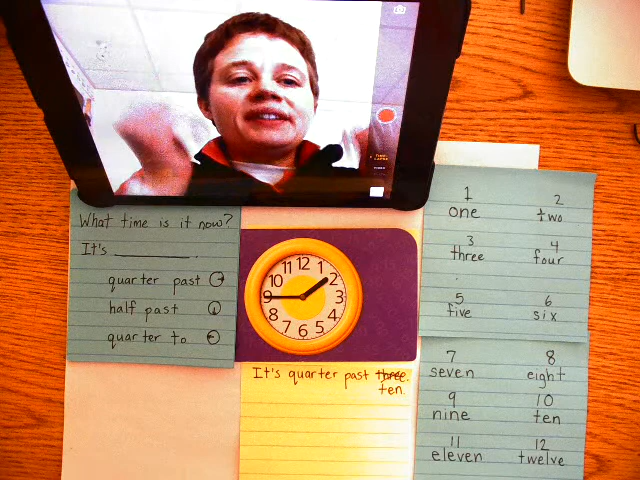 What time is it now?
It's
quarter past
half past
quarter to
12
11 1
10 2
9 3
8 4
7 5
6
It's quarter past three.
ten.
1 2
one two
3 4
three four
5 6
five six
7 8
seven eight
9 10
nine ten
11 12
eleven twelve